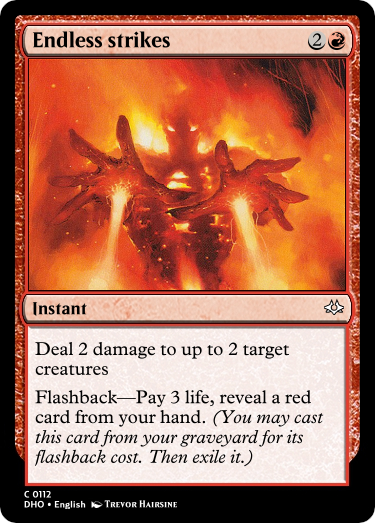 Endless strikes 2
Instant
Deal 2 damage to up to 2 target
creatures
Flashback—Pay 3 life, reveal a red
card from your hand. (You may cast
this card from your graveyard for its
flashback cost. Then exile it.)
C 0112
DHO • English Trevor Hairsine